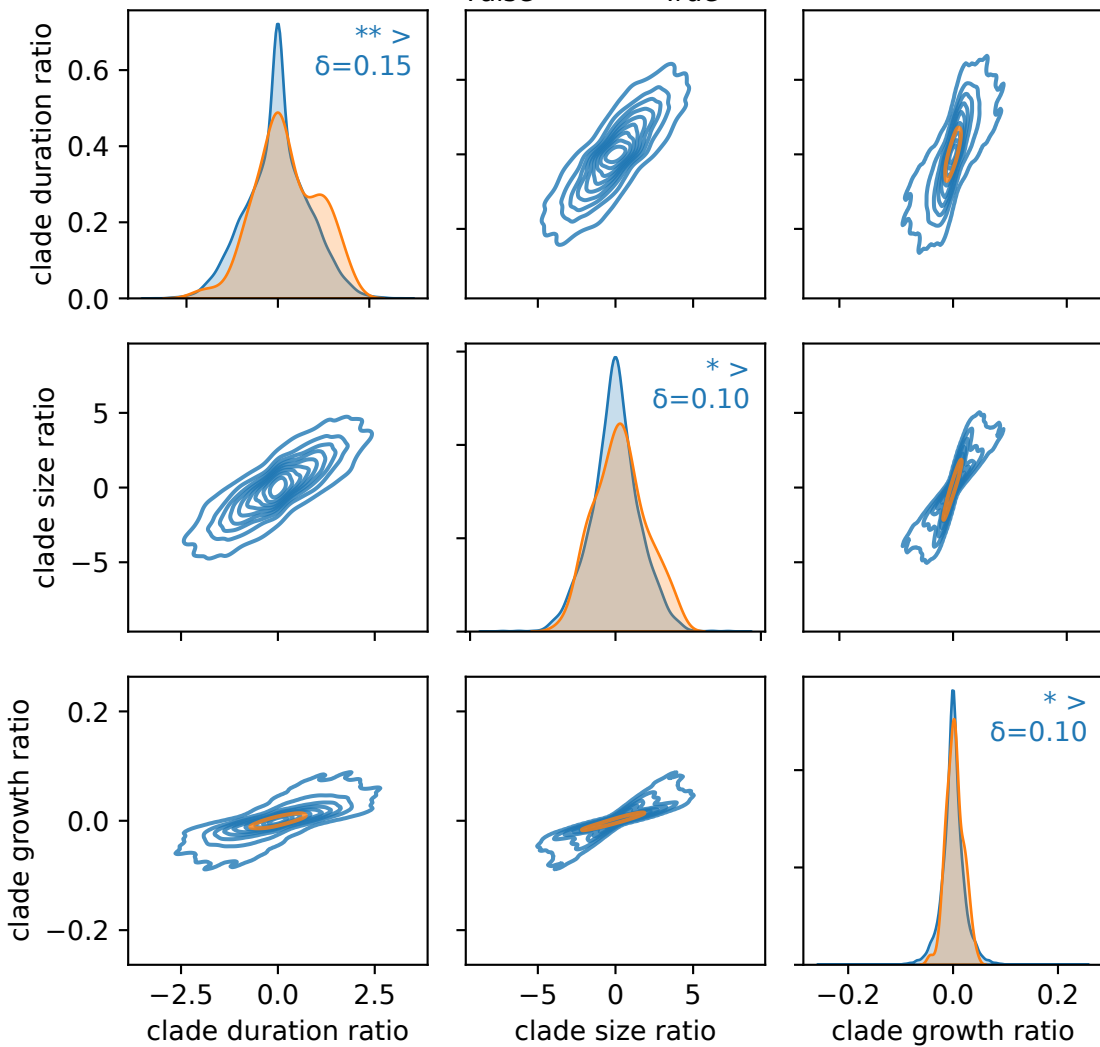 clade duration ratio
0.6
0.4
0.2
0.0
** >
δ=0.15
clade size ratio
5
0
−5
* >
δ=0.10
clade growth ratio
0.2
0.0
−0.2
* >
δ=0.10
−2.5 0.0 2.5
−5 0 5
−0.2 0.0 0.2
clade duration ratio
clade size ratio
clade growth ratio